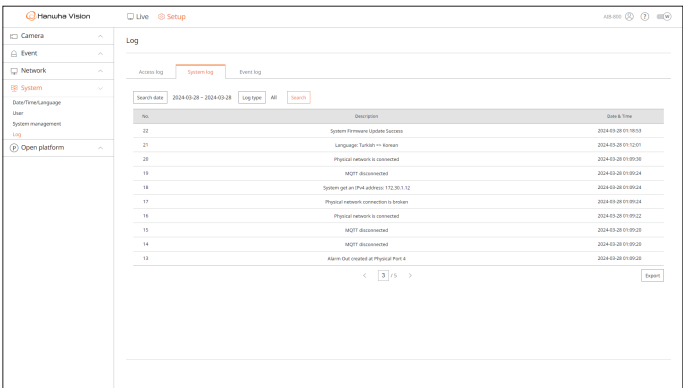 Hanwha Vision
Live Setup
Camera
Event
Network
System
Date/Time/Language
User
System management
Log
Open platform
Log
Access log System log Event log
Search date 2024-03-28 ~ 2024-03-28 Log type All Search
No. Description Date & Time
22 System Firmware Update Success 2024-03-28 01:18:53
21 Language: Turkish => Korean 2024-03-28 01:12:01
20 Physical network is connected 2024-03-28 01:09:30
19 MQTT disconnected 2024-03-28 01:09:24
18 System get an IPv4 address: 172.30.1.12 2024-03-28 01:09:24
17 Physical network connection is broken 2024-03-28 01:09:24
16 Physical network is connected 2024-03-28 01:09:22
15 MQTT disconnected 2024-03-28 01:09:20
14 MQTT disconnected 2024-03-28 01:09:20
13 Alarm Out created at Physical Port 4 2024-03-28 01:09:20
< 3 / 5 >
Export